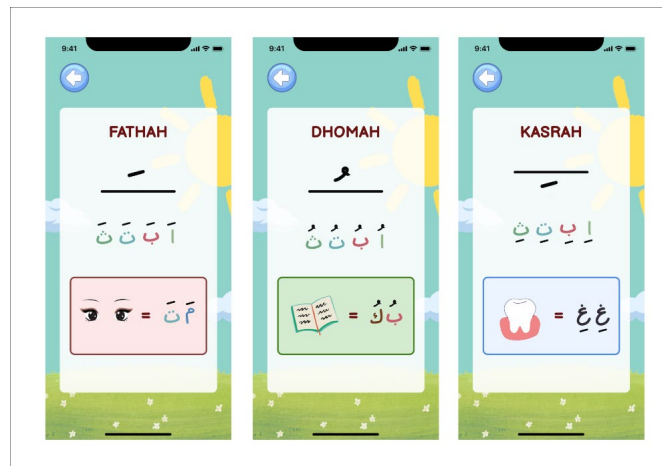 9:41
FATHAH
اَ بَ تَ ثَ
مَ تَ =
9:41
DHOMAH
اُ بُ تُ ثُ
بُ كُ =
9:41
KASRAH
اِ بِ تِ ثِ
غِ غِ =